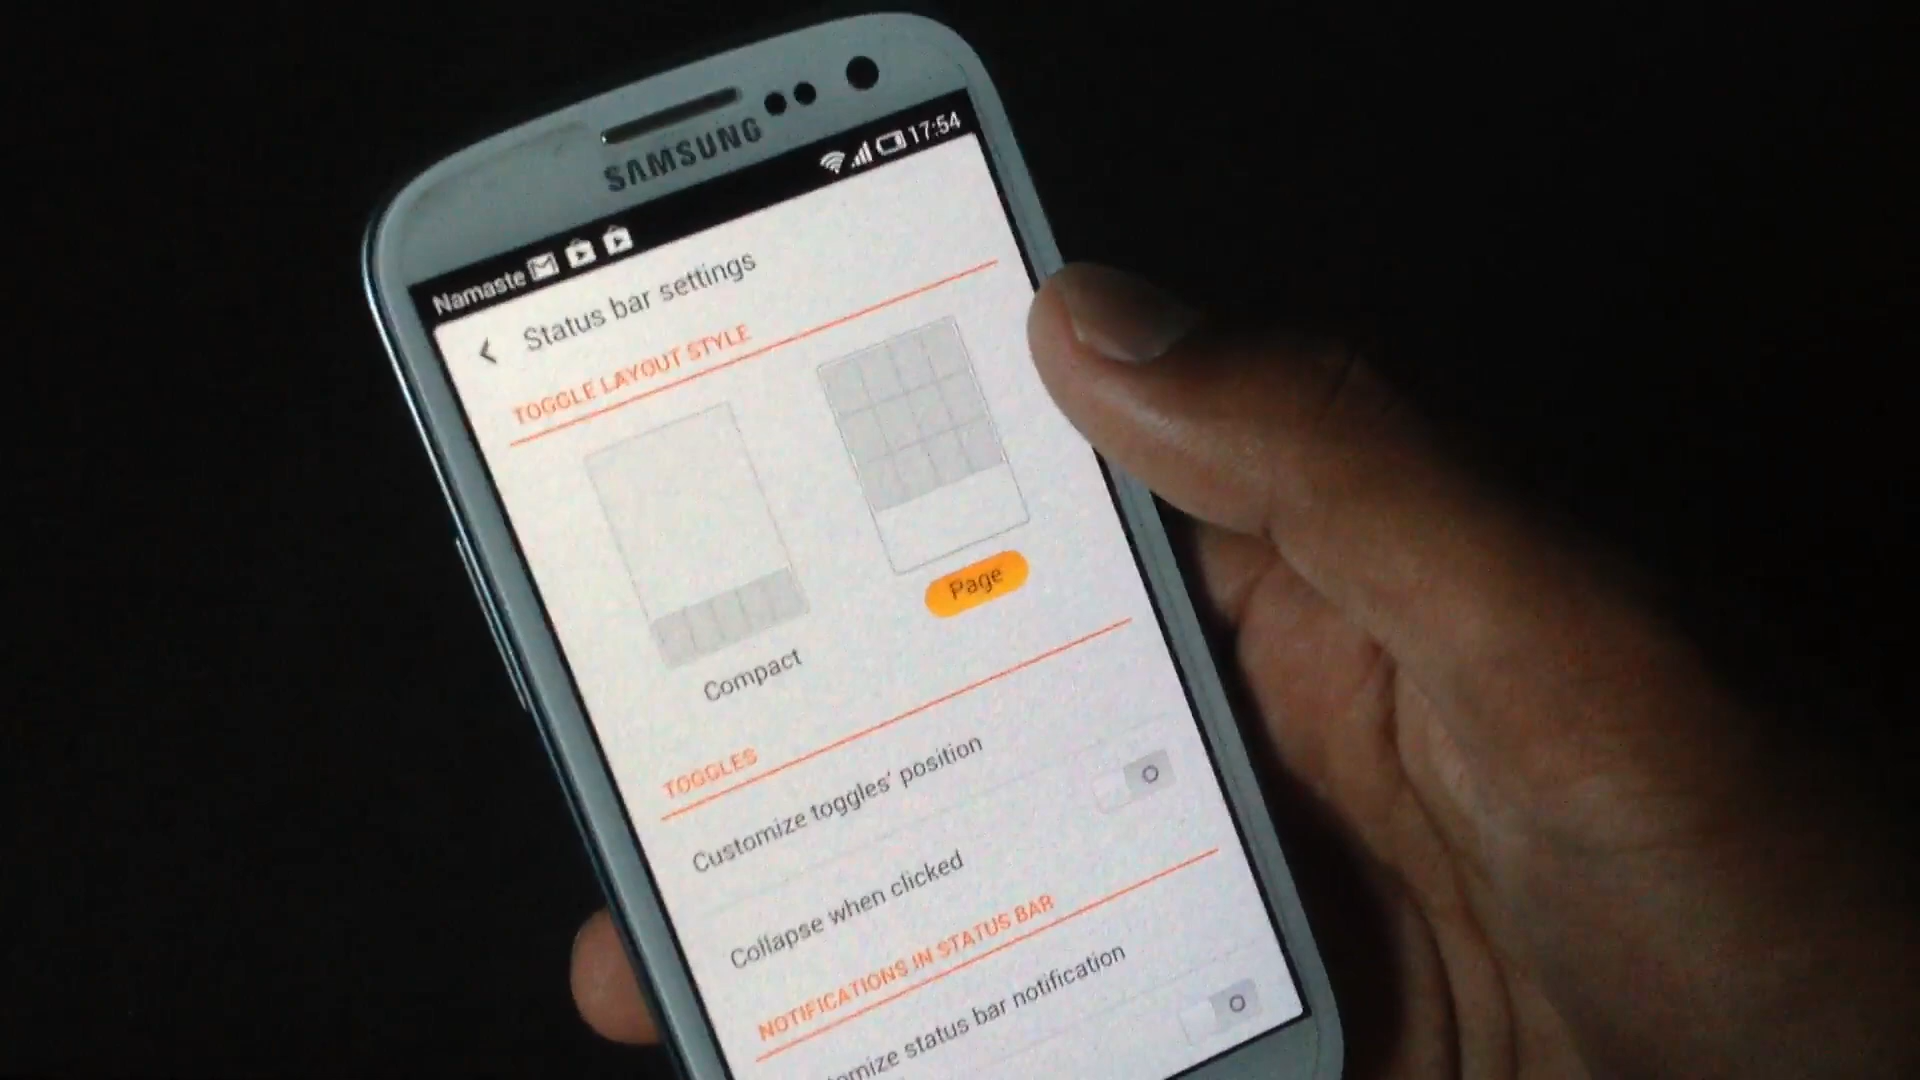 SAMSUNG
17:54
Namaste
Status bar settings
TOGGLE LAYOUT STYLE
Compact
Page
TOGGLES
Customize toggles' position
Collapse when clicked
NOTIFICATIONS IN STATUS BAR
omize status bar notification